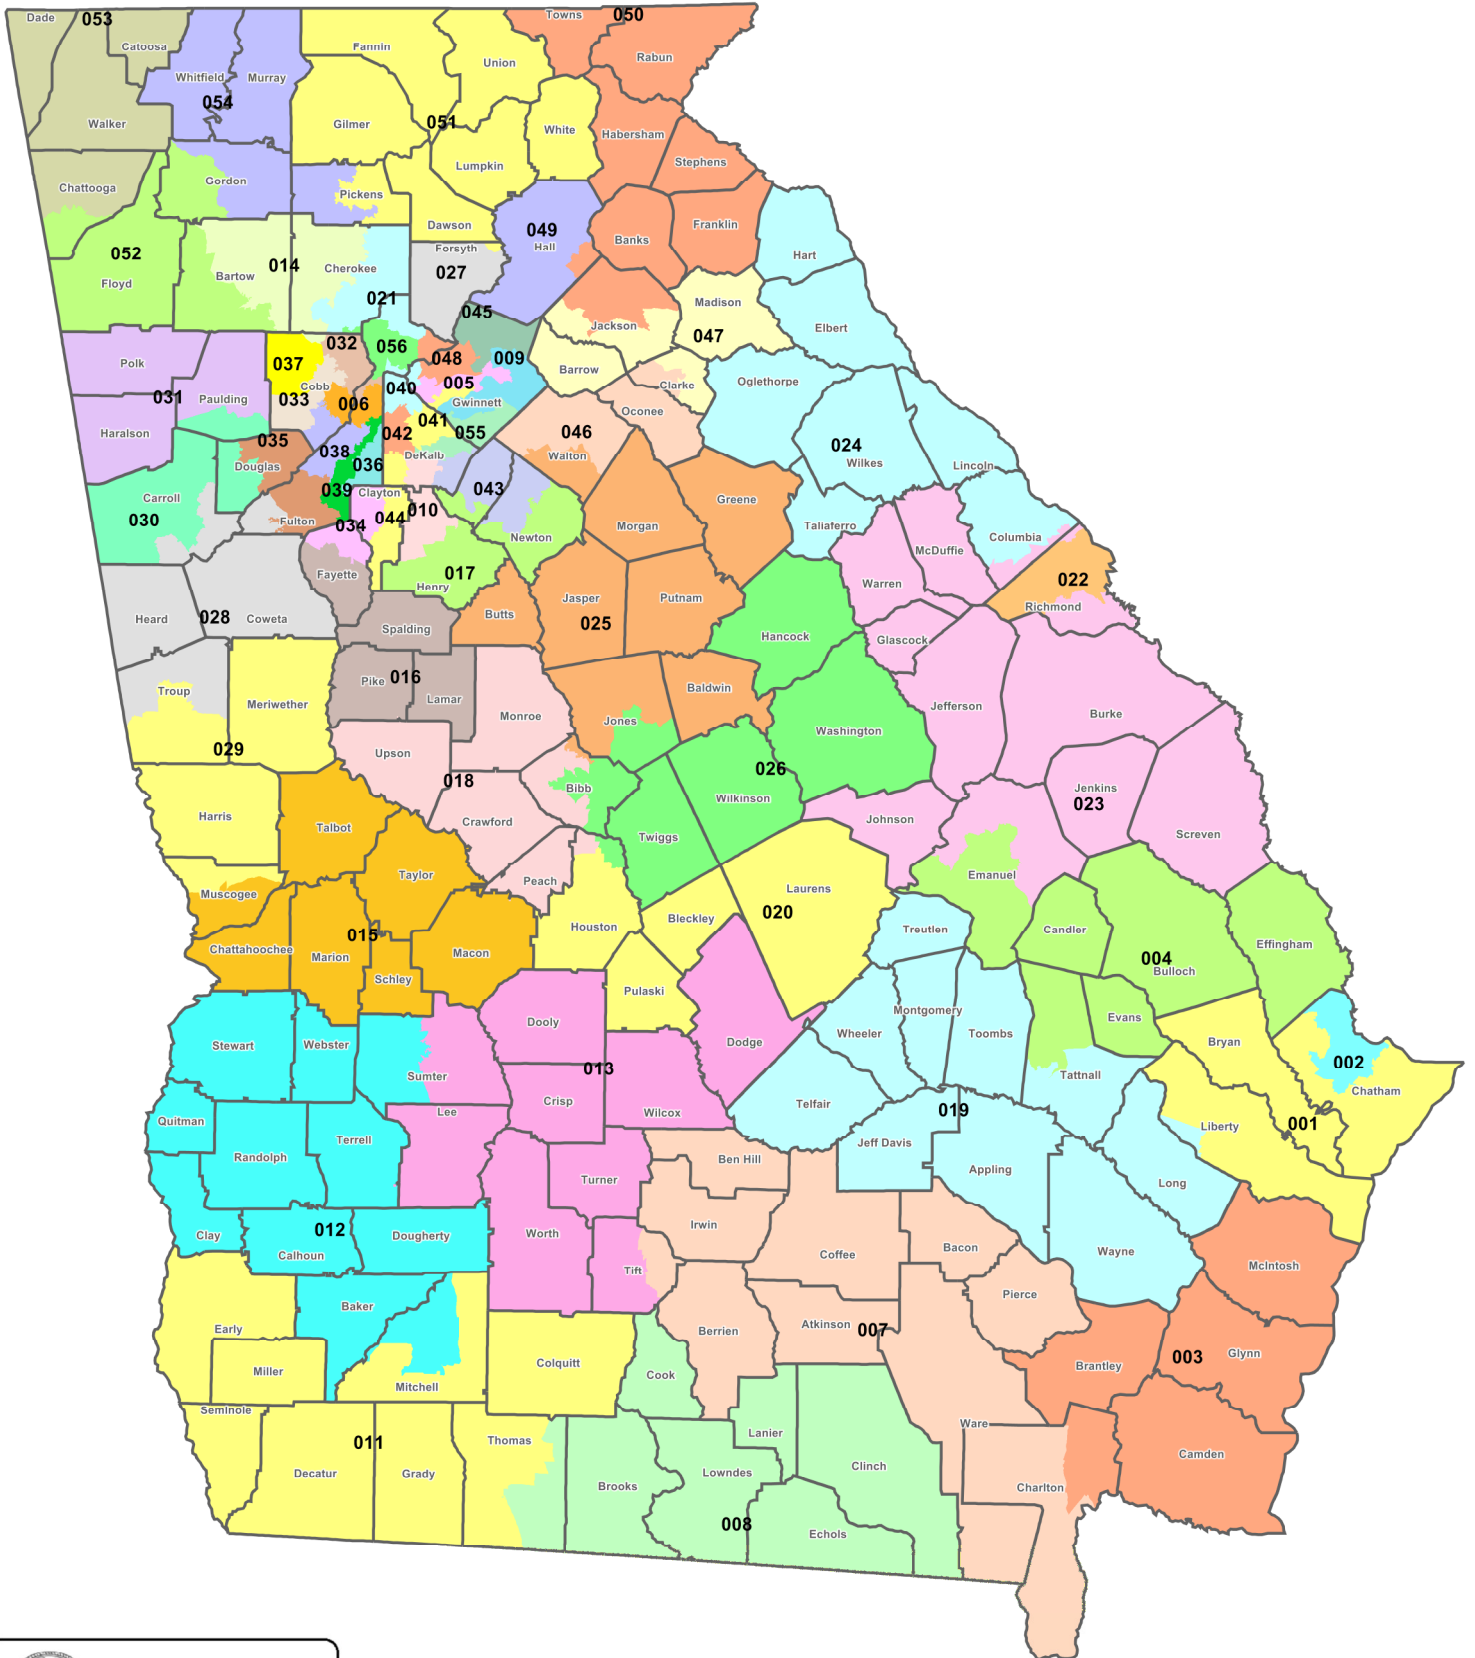 Dade
053
Catoosa
Walker
Whitfield
Murray
054
Fannin
Union
Towns
050
Rabun
Gilmer
051
Lumpkin
White
Habersham
Stephens
Chattooga
Gordon
Pickens
Dawson
049
Hall
Banks
Franklin
Hart
052
Floyd
Bartow
014
Cherokee
021
Forsyth
027
045
Jackson
Madison
047
Elbert
Polk
031
Paulding
Haralson
037
032
Cobb
033
006
056
048
009
040
005
Gwinnett
041
042
055
DeKalb
Barrow
Clarke
Oconee
Oglethorpe
035
Douglas
038
036
039
Clayton
034
044
010
043
046
Walton
024
Wilkes
Lincoln
Carroll
030
Fulton
Newton
Morgan
Greene
Taliaferro
McDuffie
Columbia
Warren
022
Richmond
Fayette
017
Henry
Heard
028
Coweta
Spalding
Butts
Jasper
025
Putnam
Hancock
Glascock
Troup
Meriwether
Pike
016
Lamar
Monroe
Jones
Baldwin
Washington
Jefferson
Burke
029
Upson
018
026
Wilkinson
Bibb
Jenkins
023
Screven
Harris
Talbot
Crawford
Twiggs
Johnson
Taylor
Peach
Muscogee
Laurens
020
Emanuel
Chattahoochee
Marion
015
Schley
Macon
Houston
Bleckley
Treutlen
Candler
004
Bulloch
Effingham
Pulaski
Stewart
Webster
Sumter
Dooly
013
Dodge
Wheeler
Montgomery
Toombs
Evans
Tattnall
Bryan
002
Chatham
Quitman
Randolph
Terrell
Lee
Crisp
Wilcox
Telfair
019
Jeff Davis
Appling
Liberty
001
Long
Turner
Ben Hill
Clay
012
Calhoun
Dougherty
Worth
Tift
Irwin
Coffee
Bacon
Wayne
McIntosh
Early
Baker
Miller
Mitchell
Colquitt
Berrien
Atkinson
007
Pierce
Brantley
003
Glynn
Cook
Seminole
011
Decatur
Grady
Thomas
Brooks
Lanier
Lowndes
008
Clinch
Echols
Ware
Charlton
Camden